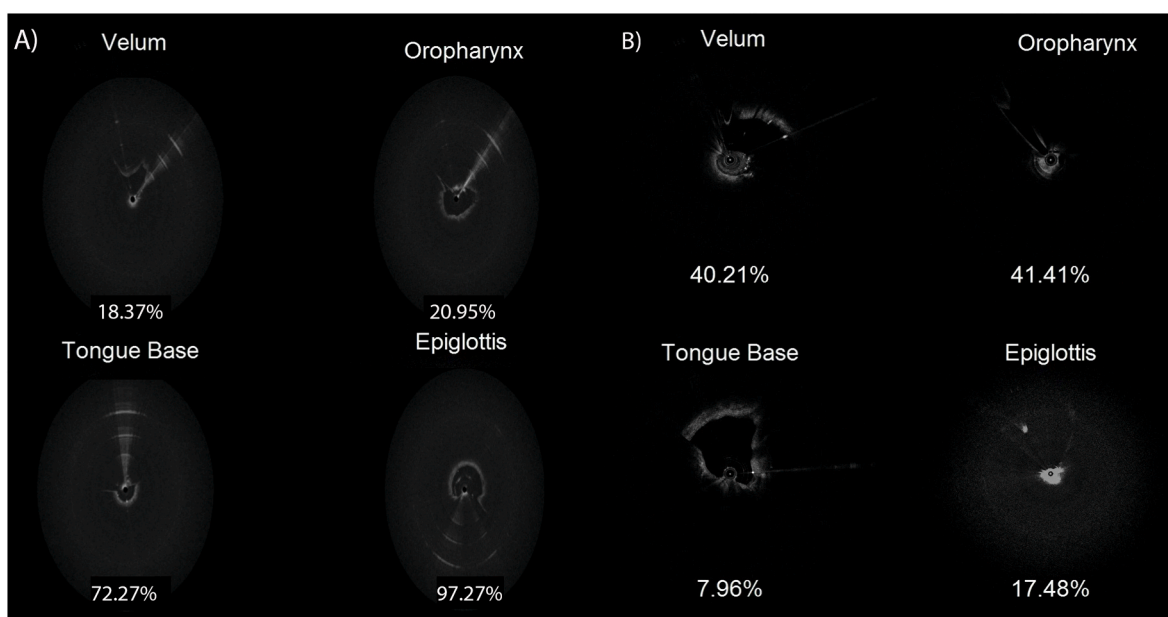 A)
Velum
Oropharynx
18.37%
20.95%
Tongue Base
Epiglottis
72.27%
97.27%
B)
Velum
Oropharynx
40.21%
41.41%
Tongue Base
Epiglottis
7.96%
17.48%